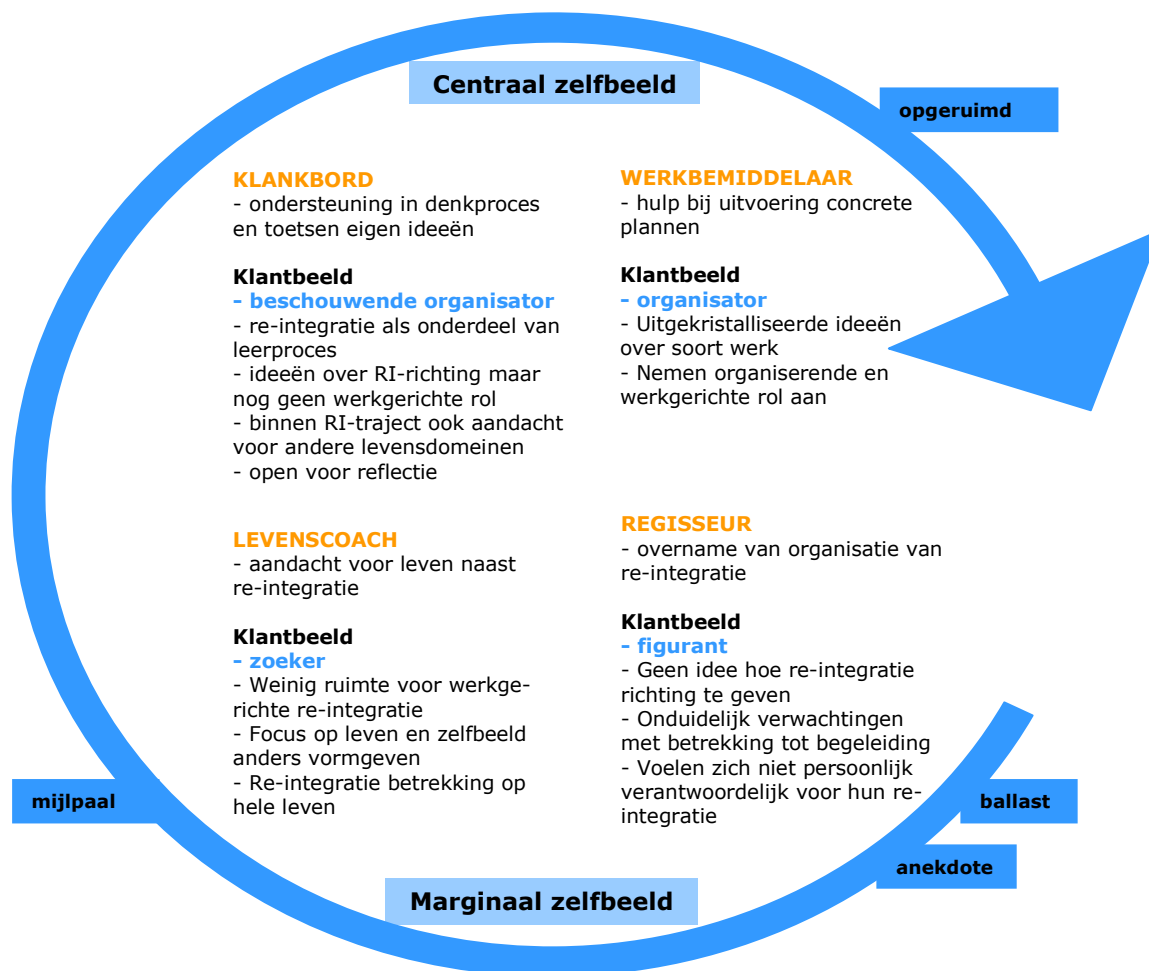 Centraal zelfbeeld
opgeruimd
KLANKBORD
- ondersteuning in denkproces
en toetsen eigen ideeën
Klantbeeld
- beschouwende organisator
- re-integratie als onderdeel van
leerproces
- ideeën over RI-richting maar
nog geen werkgerichte rol
- binnen RI-traject ook aandacht
voor andere levensdomeinen
- open voor reflectie
WERKBEMIDDELAAR
- hulp bij uitvoering concrete
plannen
Klantbeeld
- organisator
- Uitgekristalliseerde ideeën
over soort werk
- Nemen organiserende en
werkgerichte rol aan
LEVENSCOACH
- aandacht voor leven naast
re-integratie
Klantbeeld
- zoeker
- Weinig ruimte voor werkge-
richte re-integratie
- Focus op leven en zelfbeeld
anders vormgeven
- Re-integratie betrekking op
hele leven
REGISSEUR
- overname van organisatie van
re-integratie
Klantbeeld
- figurant
- Geen idee hoe re-integratie
richting te geven
- Onduidelijk verwachtingen
met betrekking tot begeleiding
- Voelen zich niet persoonlijk
verantwoordelijk voor hun re-
integratie
mijlpaal
ballast
anekdote
Marginaal zelfbeeld